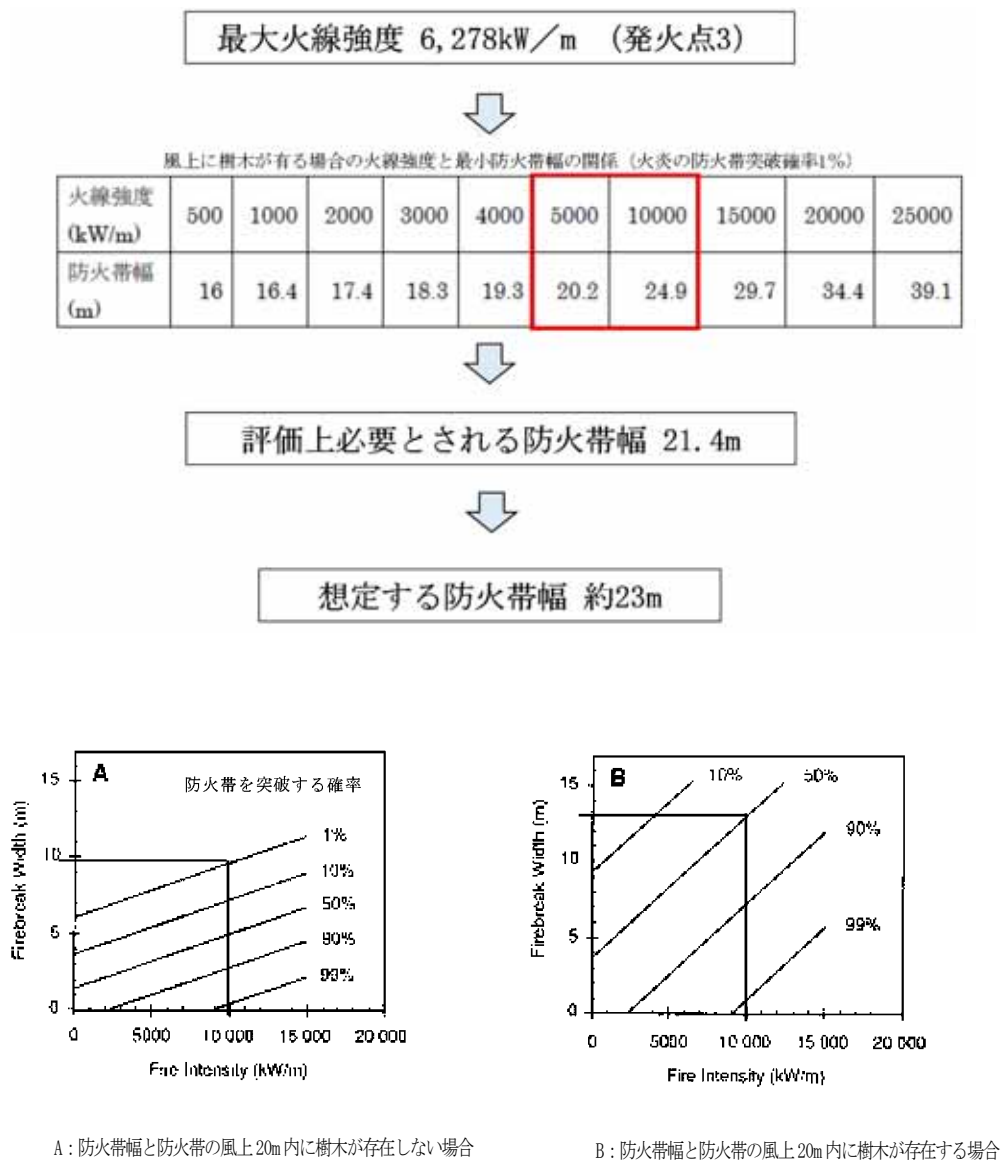 最大火線強度 6,278kW/m (発火点3)
風上に樹木が有る場合の火線強度と最小防火帯幅の関係(火炎の防火帯突破確率1%)
火線強度
(kW/m) 500 1000 2000 3000 4000 5000 10000 15000 20000 25000
防火帯幅
(m) 16 16.4 17.4 18.3 19.3 20.2 24.9 29.7 34.4 39.1
評価上必要とされる防火帯幅 21.4m
想定する防火帯幅 約23m
A
防火帯を突破する確率
15
10
5
0
1%
10%
50%
90%
99%
Firebreak Width (m)
0 5000 10 000 15 000 20 000
Fire Intensity (kW/m)
B
15
10
5
0
10%
50%
90%
99%
Firebreak Width (m)
0 5000 10 000 15 000 20 000
Fire Intensity (kW/m)
A:防火帯幅と防火帯の風上20m内に樹木が存在しない場合
B:防火帯幅と防火帯の風上20m内に樹木が存在する場合